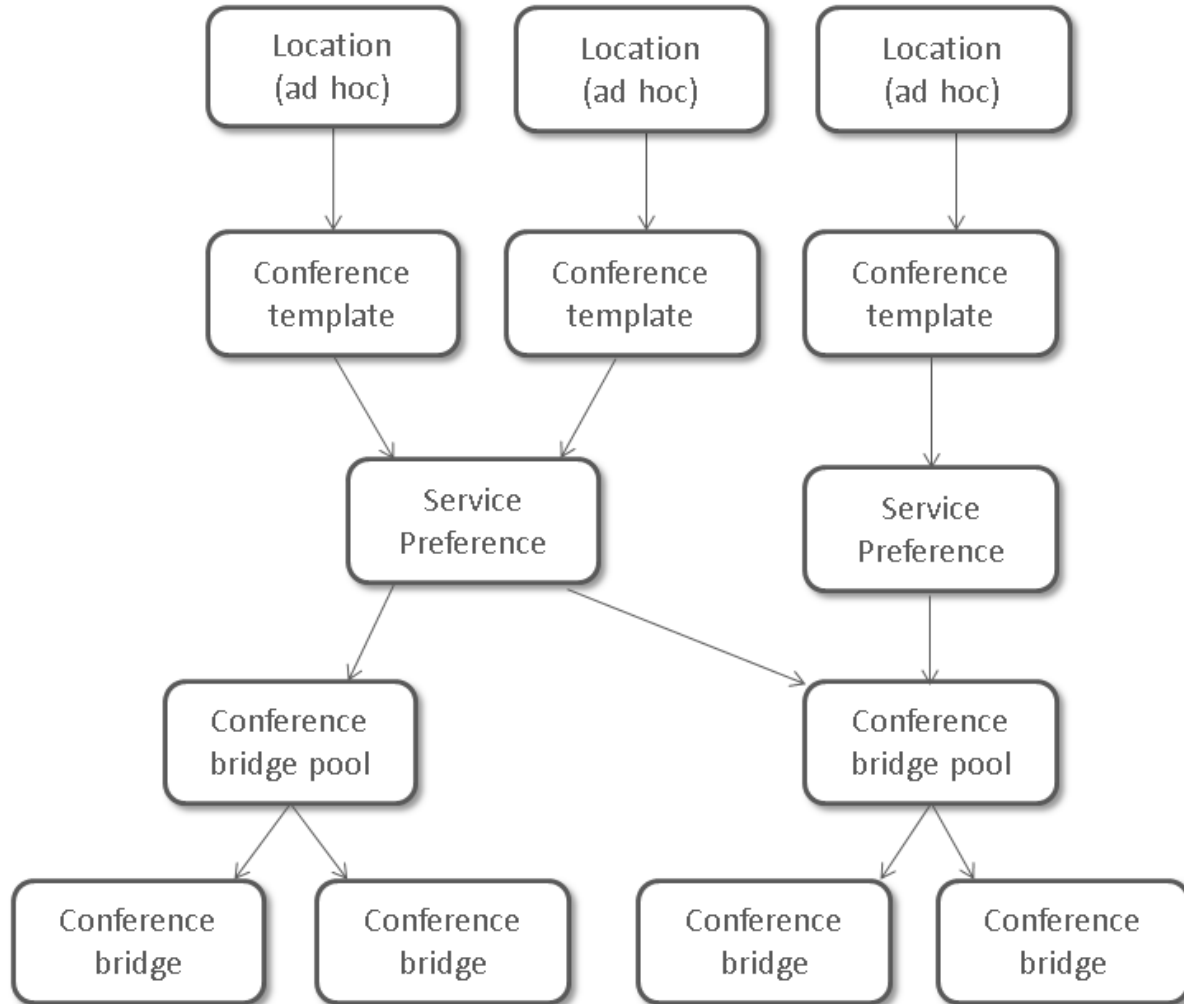 Location
(ad hoc)
Location
(ad hoc)
Location
(ad hoc)
Conference
template
Conference
template
Conference
template
Service
Preference
Service
Preference
Conference
bridge pool
Conference
bridge pool
Conference
bridge
Conference
bridge
Conference
bridge
Conference
bridge